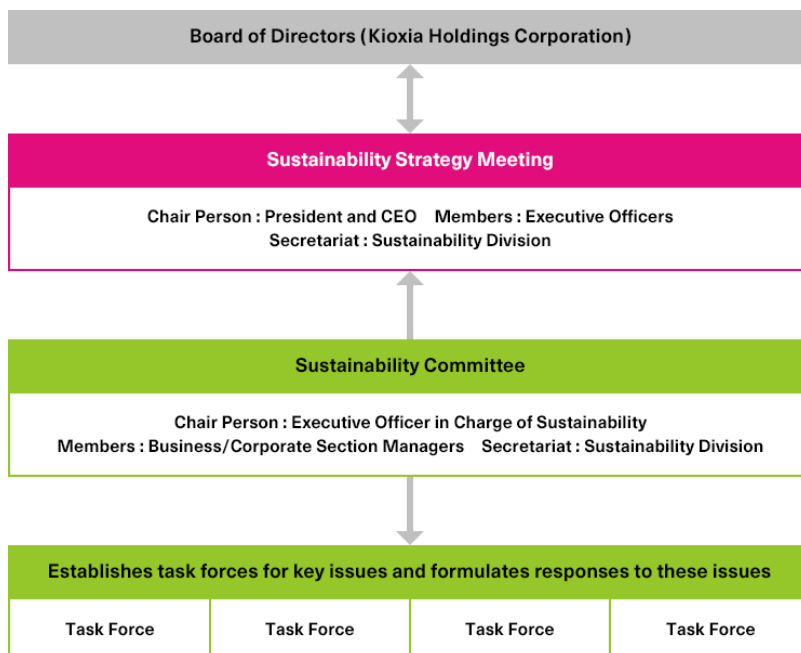 Board of Directors (Kioxia Holdings Corporation)
Sustainability Strategy Meeting
Chair Person : President and CEO Members : Executive Officers
Secretariat : Sustainability Division
Sustainability Committee
Chair Person : Executive Officer in Charge of Sustainability
Members : Business/Corporate Section Managers Secretariat : Sustainability Division
Establishes task forces for key issues and formulates responses to these issues
Task Force Task Force Task Force Task Force